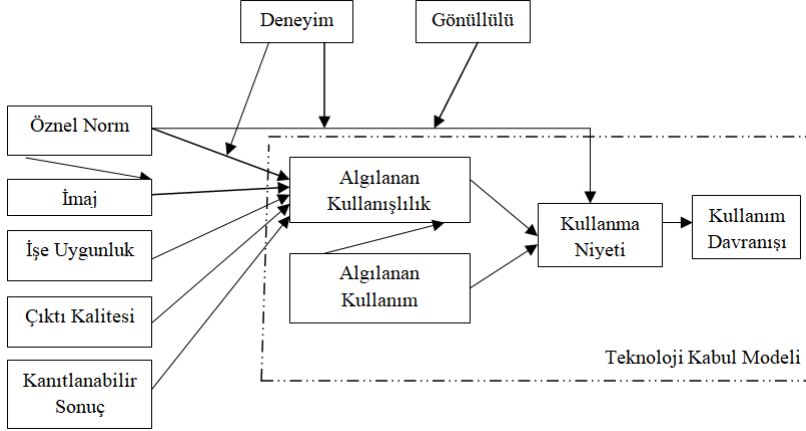 Deneyim
Gönüllülü
Öznel Norm
İmaj
İşe Uygunluk
Çıktı Kalitesi
Kanıtlanabilir
Sonuç
Algılanan
Kullanışlılık
Algılanan
Kullanım
Kullanma
Niyeti
Kullanım
Davranışı
Teknoloji Kabul Modeli